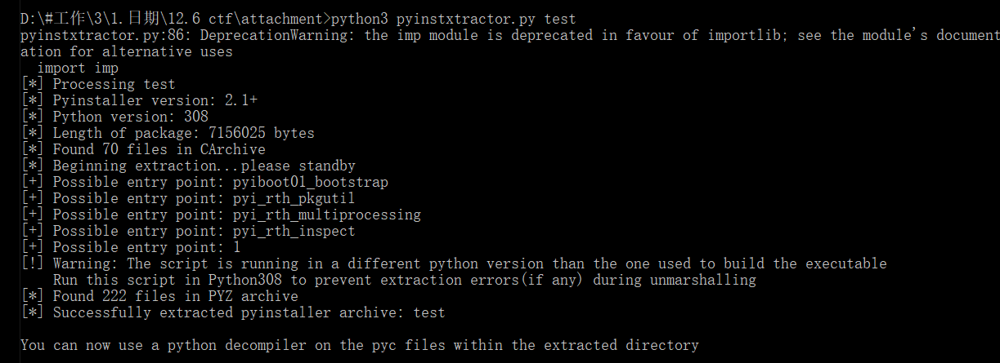 D:\#工作\3\1.日期\12.6 ctf\attachment>python3 pyinstxtractor.py test
pyinstxtractor.py:86: DeprecationWarning: the imp module is deprecated in favour of importlib; see the module's document
ation for alternative uses
  import imp
[*] Processing test
[*] Pyinstaller version: 2.1+
[*] Python version: 308
[*] Length of package: 7156025 bytes
[*] Found 70 files in CArchive
[*] Beginning extraction...please standby
[+] Possible entry point: pyiboot01_bootstrap
[+] Possible entry point: pyi_rth_pkgutil
[+] Possible entry point: pyi_rth_multiprocessing
[+] Possible entry point: pyi_rth_inspect
[+] Possible entry point: 1
[!] Warning: The script is running in a different python version than the one used to build the executable
    Run this script in Python308 to prevent extraction errors(if any) during unmarshalling
[*] Found 222 files in PYZ archive
[*] Successfully extracted pyinstaller archive: test
You can now use a python decompiler on the pyc files within the extracted directory